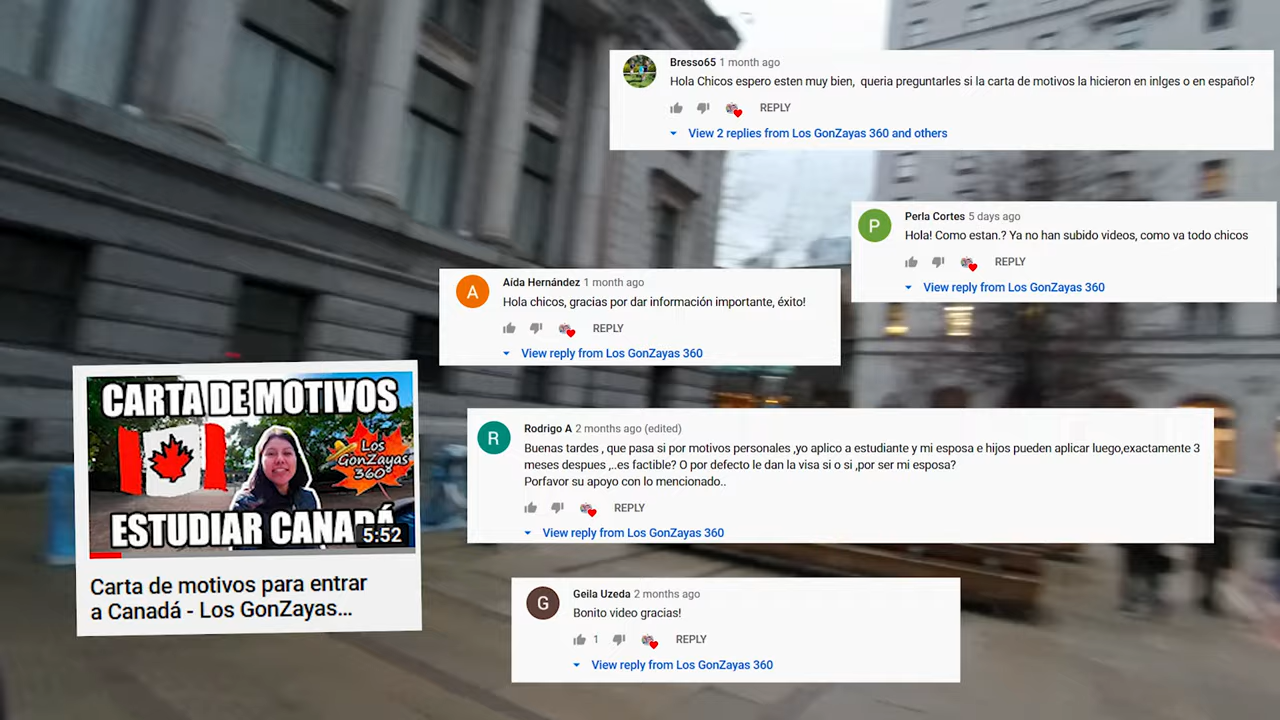 Bresso65 1 month ago
Hola Chicos espero esten muy bien, queria preguntarles si la carta de motivos la hicieron en inlges o en español?
REPLY
View 2 replies from Los GonZayas 360 and others
Perla Cortes 5 days ago
Hola! Como estan.? Ya no han subido videos, como va todo chicos
REPLY
View reply from Los GonZayas 360
Aída Hernández 1 month ago
Hola chicos, gracias por dar información importante, éxito!
REPLY
View reply from Los GonZayas 360
CARTA DE MOTIVOS
Los
GonZayas
360°
ESTUDIAR CANADÁ
5:52
Carta de motivos para entrar
a Canadá - Los GonZayas...
Rodrigo A 2 months ago (edited)
Buenas tardes , que pasa si por motivos personales ,yo aplico a estudiante y mi esposa e hijos pueden aplicar luego,exactamente 3
meses despues ,..es factible? O por defecto le dan la visa si o si ,por ser mi esposa?
Porfavor su apoyo con lo mencionado..
REPLY
View reply from Los GonZayas 360
Geila Uzeda 2 months ago
Bonito video gracias!
1 REPLY
View reply from Los GonZayas 360
A
P
R
G